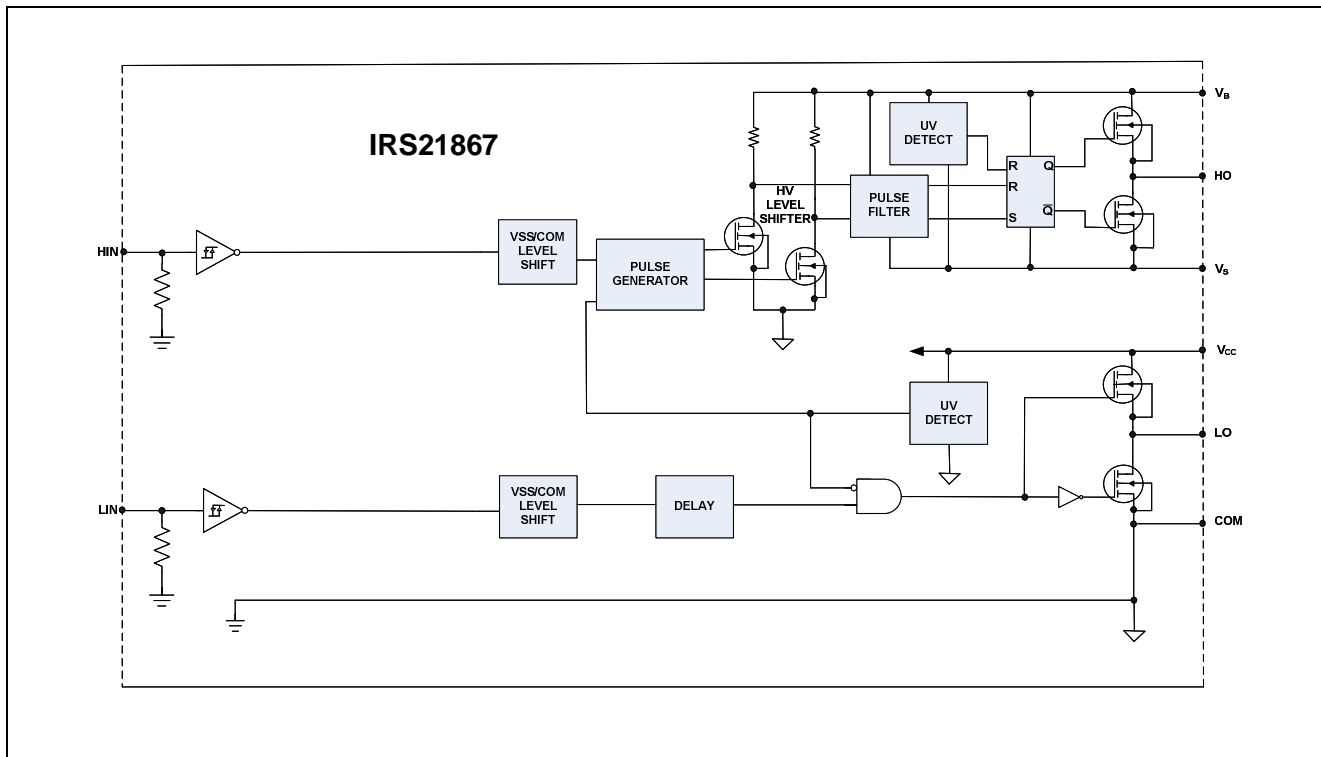 IRS21867
VB
UV
DETECT
R
Q
HO
R
PULSE
FILTER
HV
LEVEL
SHIFTER
S
Q̅
HIN
VSS/COM
LEVEL
SHIFT
PULSE
GENERATOR
VS
VCC
UV
DETECT
LO
LIN
VSS/COM
LEVEL
SHIFT
DELAY
COM